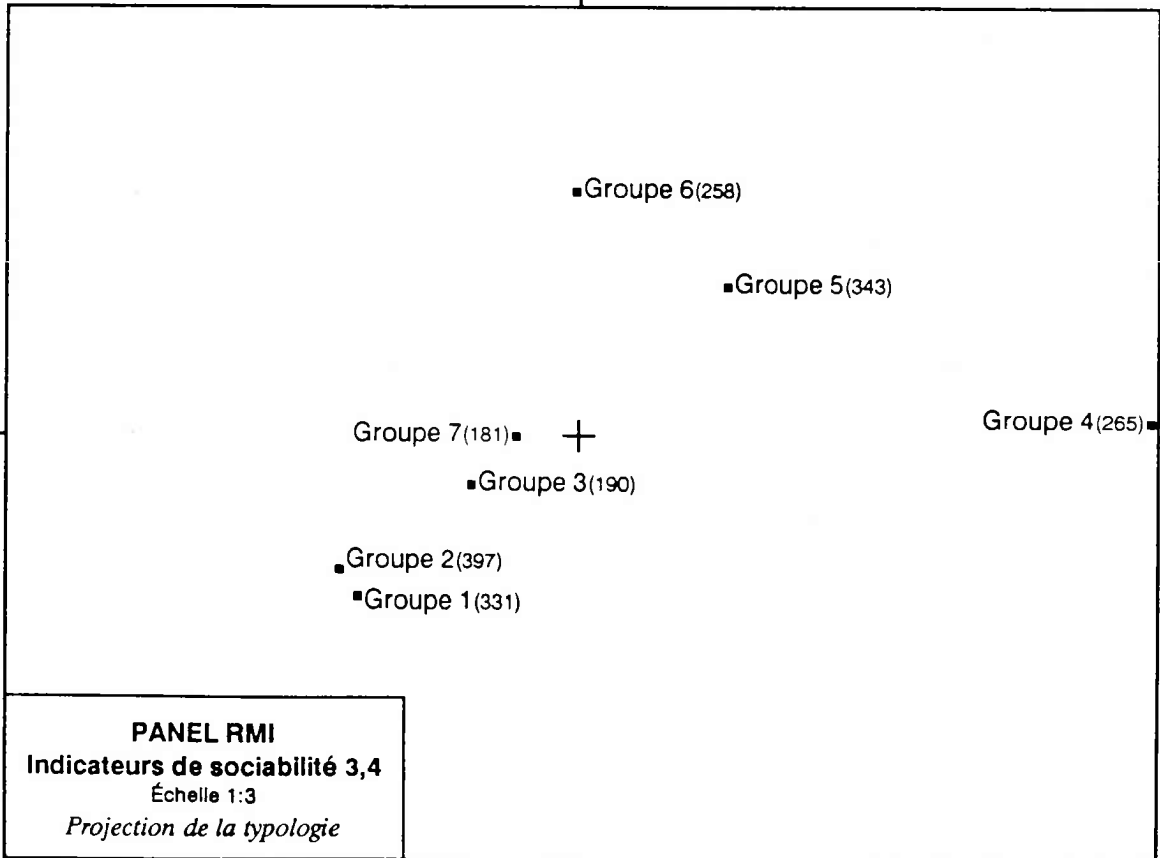 Groupe 6(258)
Groupe 5(343)
Groupe 4(265)
Groupe 7(181)
Groupe 3(190)
Groupe 2(397)
Groupe 1(331)
PANEL RMI
Indicateurs de sociabilité 3,4
Échelle 1:3
Projection de la typologie